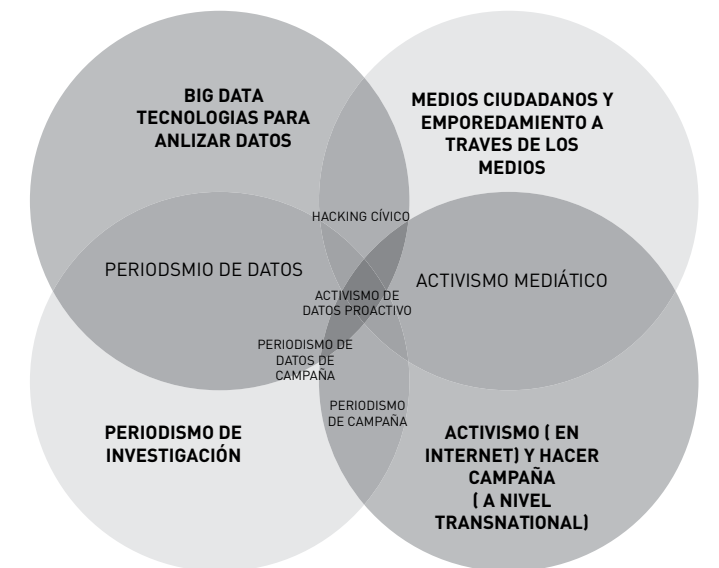 BIG DATA
TECNOLOGIAS PARA
ANLIZAR DATOS
MEDIOS CIUDADANOS Y
EMPOREDAMIENTO A
TRAVES DE LOS
MEDIOS
HACKING CÍVICO
PERIODSMIO DE DATOS
ACTIVISMO MEDIÁTICO
ACTIVISMO DE
DATOS PROACTIVO
PERIODISMO DE
DATOS DE
CAMPAÑA
PERIODISMO
DE CAMPAÑA
PERIODISMO DE
INVESTIGACIÓN
ACTIVISMO ( EN
INTERNET) Y HACER
CAMPAÑA
( A NIVEL
TRANSNATIONAL)